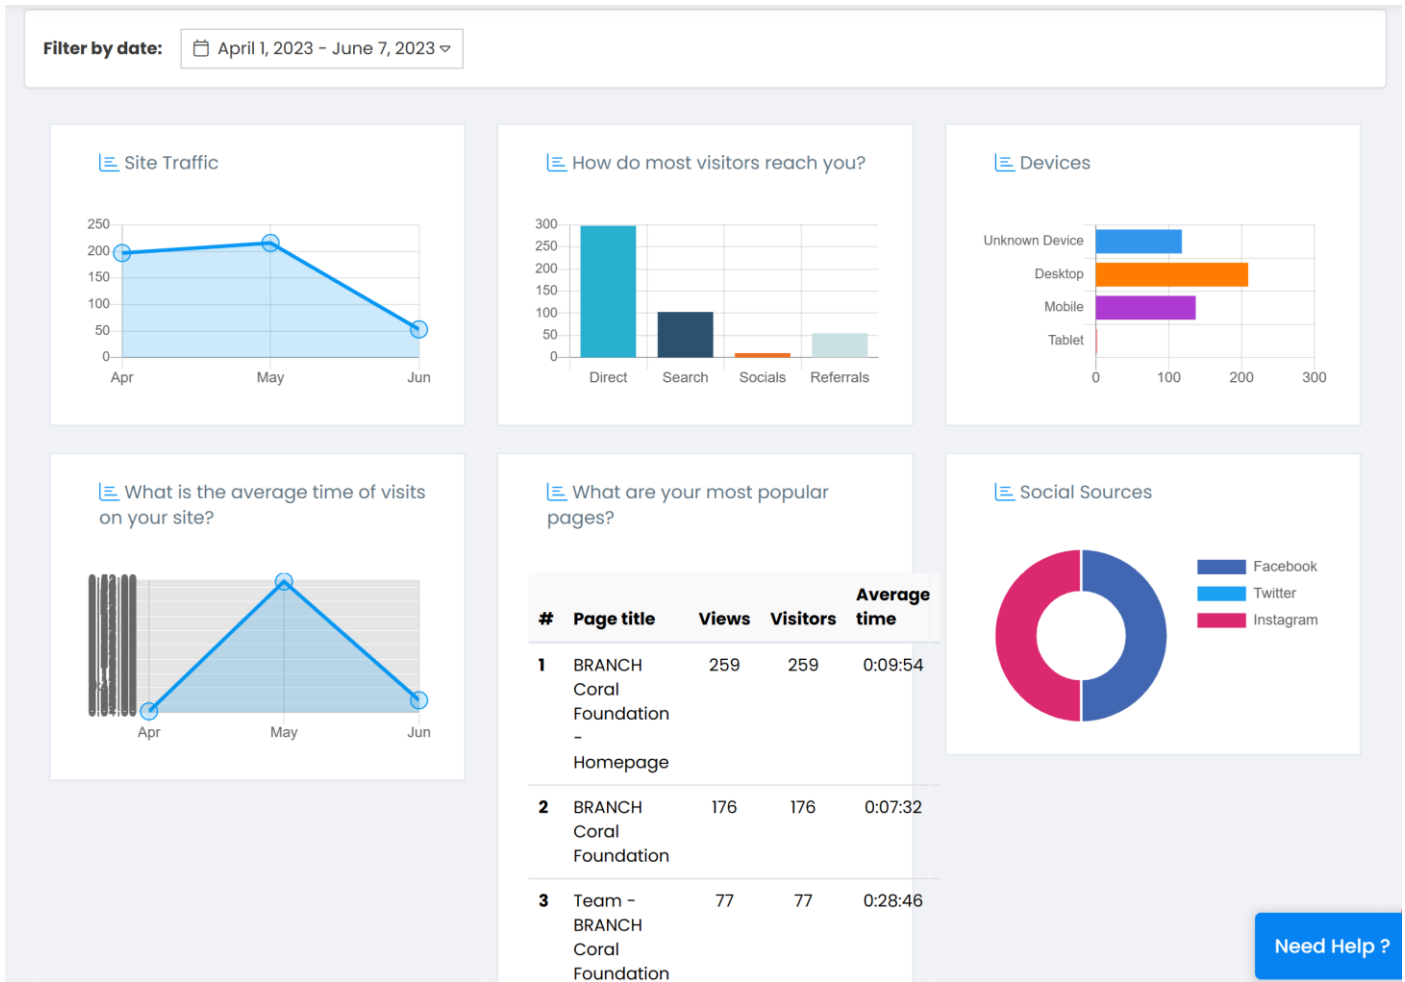 Filter by date:
April 1, 2023 - June 7, 2023
Site Traffic
250
200
150
100
50
0
Apr May Jun
How do most visitors reach you?
300
250
200
150
100
50
0
Direct Search Socials Referrals
Devices
Unknown Device
Desktop
Mobile
Tablet
0 100 200 300
What is the average time of visits
on your site?
Apr May Jun
What are your most popular
pages?
# Page title Views Visitors Average time
1 BRANCH 259 259 0:09:54
Coral
Foundation
-
Homepage
2 BRANCH 176 176 0:07:32
Coral
Foundation
3 Team - 77 77 0:28:46
BRANCH
Coral
Foundation
Social Sources
Facebook
Twitter
Instagram
Need Help ?